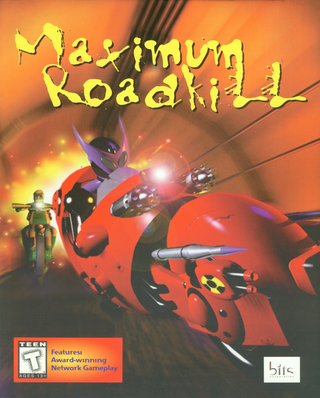 Maximum
Roadkill
TEEN
T
AGES 13+
Features:
Award-winning
Network Gameplay
bits